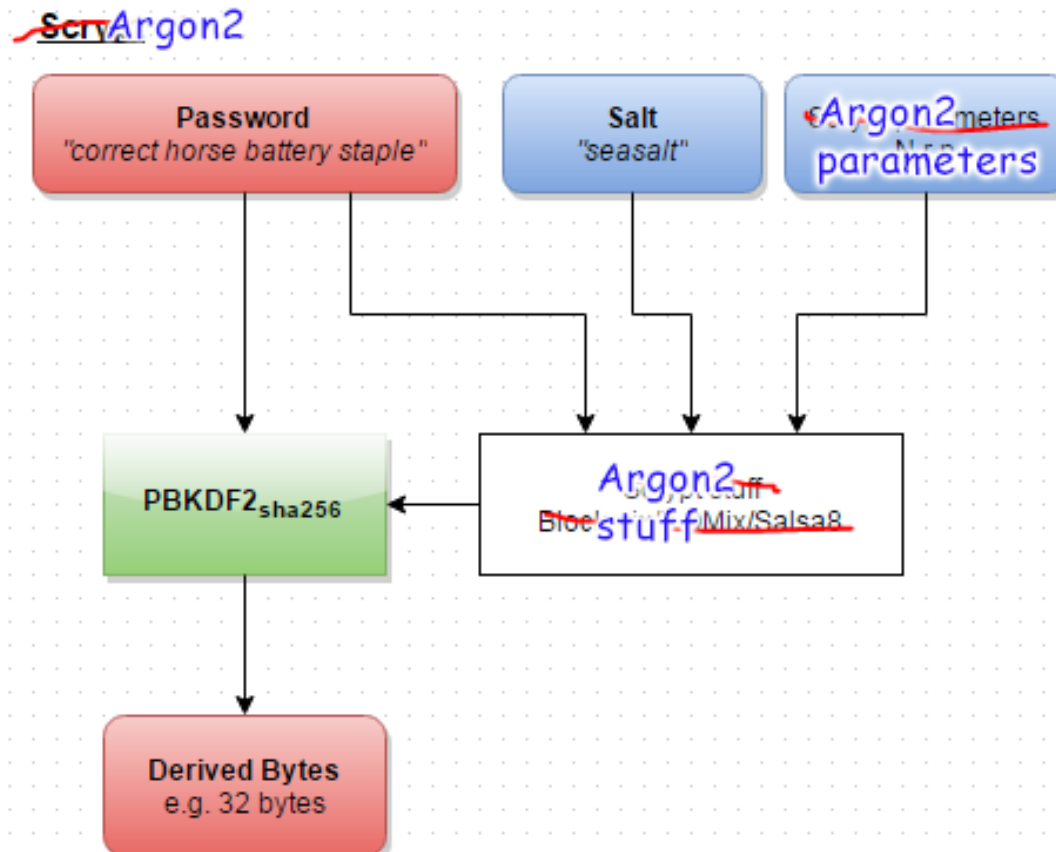 Argon2
Password
"correct horse battery staple"
Salt
"seasalt"
Argon2
parameters
PBKDF2sha256
Argon2
stuff
Mix/Salsa8
Derived Bytes
e.g. 32 bytes